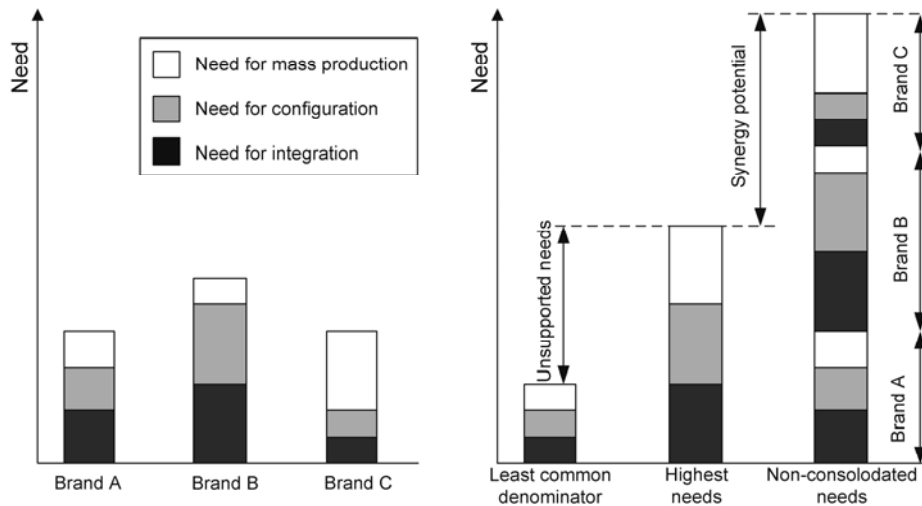 Need
Need for mass production
Need for configuration
Need for integration
Brand A
Brand B
Brand C
Need
Unsupported needs
Synergy potential
Brand C
Brand B
Brand A
Least common
denominator
Highest
needs
Non-consolodated
needs